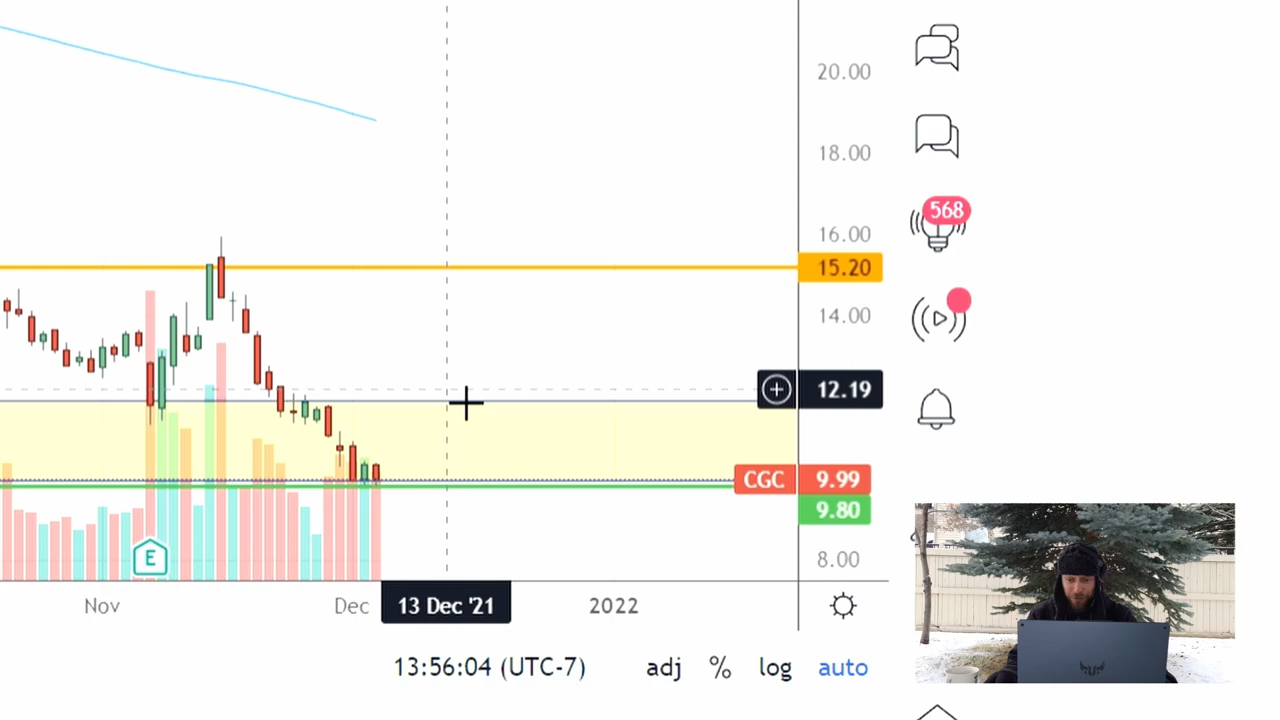 20.00
18.00
568
16.00
15.20
14.00
12.19
CGC 9.99
9.80
E
8.00
Nov Dec 13 Dec '21 2022
13:56:04 (UTC-7) adj % log auto